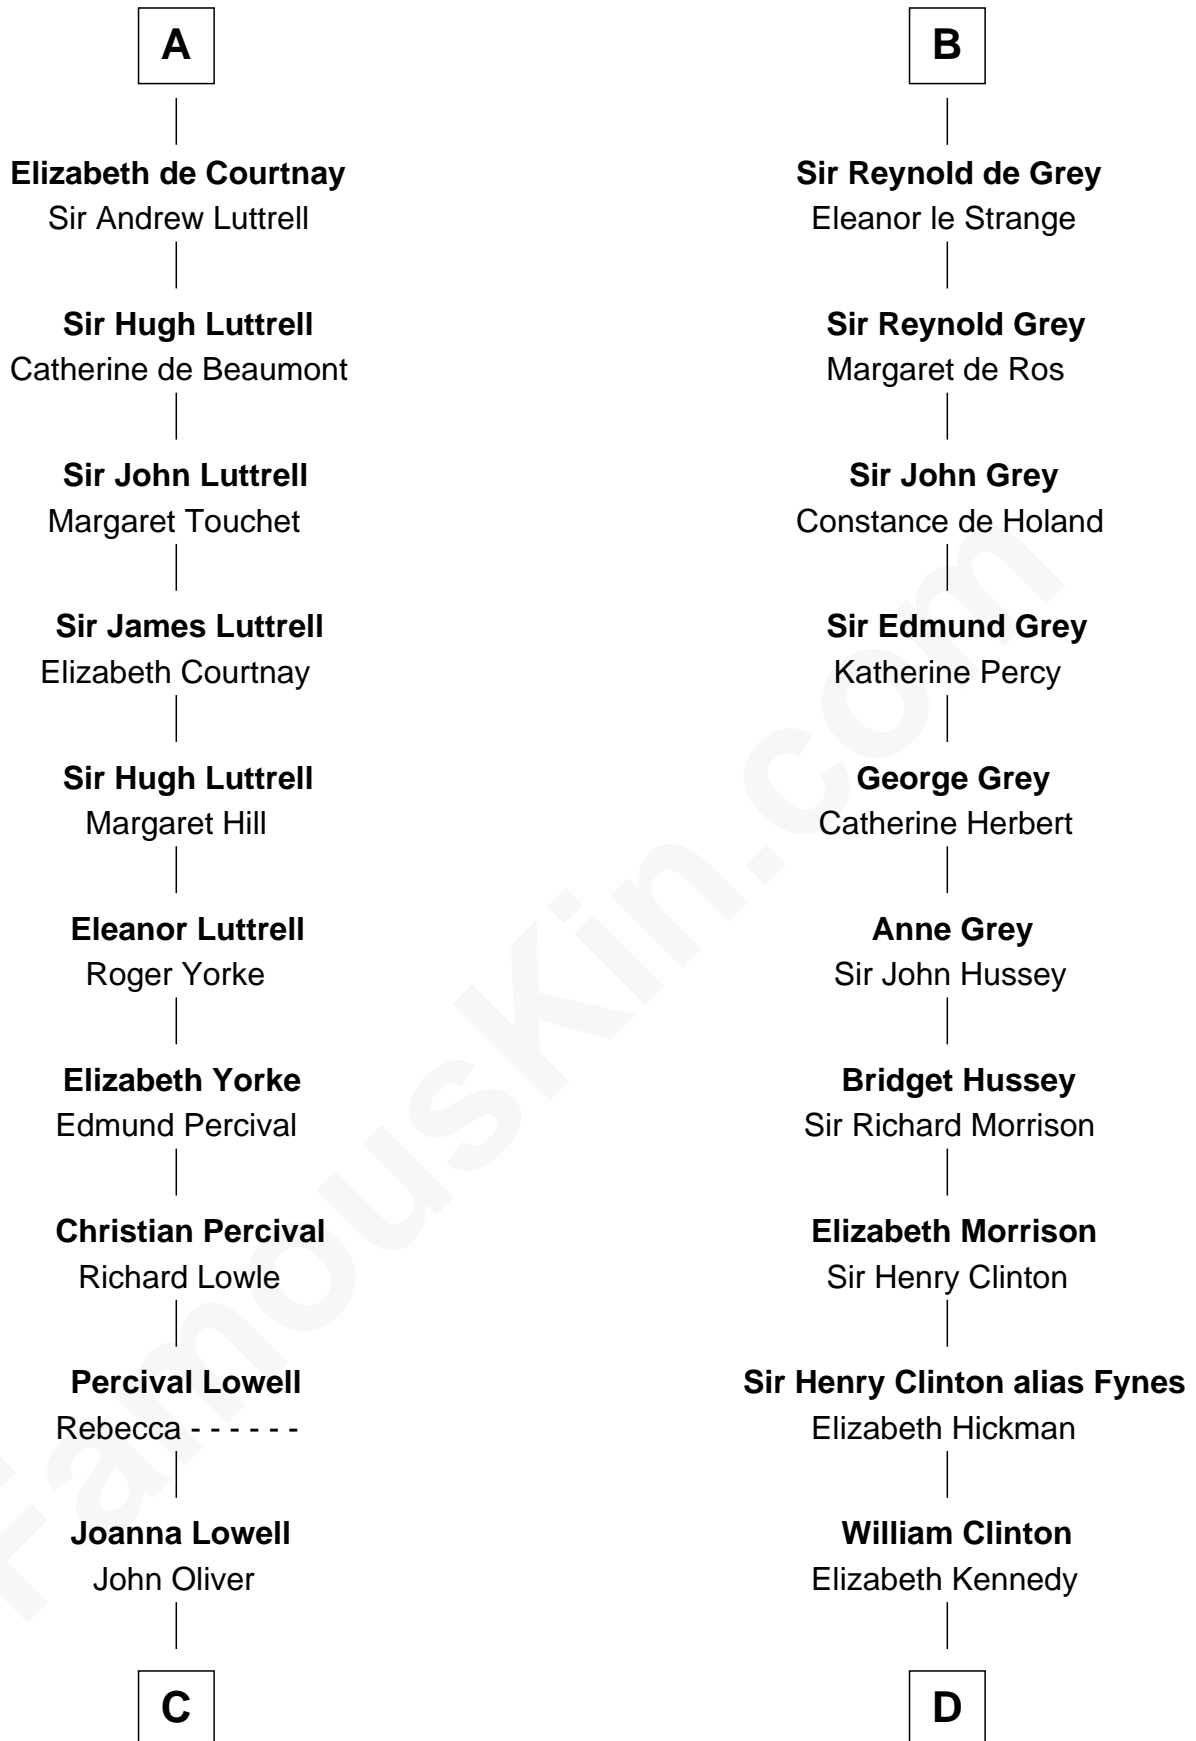 A
Elizabeth de Courtnay
Sir Andrew Luttrell
Sir Hugh Luttrell
Catherine de Beaumont
Sir John Luttrell
Margaret Touchet
Sir James Luttrell
Elizabeth Courtnay
Sir Hugh Luttrell
Margaret Hill
Eleanor Luttrell
Roger Yorke
Elizabeth Yorke
Edmund Percival
Christian Percival
Richard Lowle
Percival Lowell
Rebecca - - - - - -
Joanna Lowell
John Oliver
C
B
Sir Reynold de Grey
Eleanor le Strange
Sir Reynold Grey
Margaret de Ros
Sir John Grey
Constance de Holand
Sir Edmund Grey
Katherine Percy
George Grey
Catherine Herbert
Anne Grey
Sir John Hussey
Bridget Hussey
Sir Richard Morrison
Elizabeth Morrison
Sir Henry Clinton
Sir Henry Clinton alias Fynes
Elizabeth Hickman
William Clinton
Elizabeth Kennedy
D
FamousKin.com